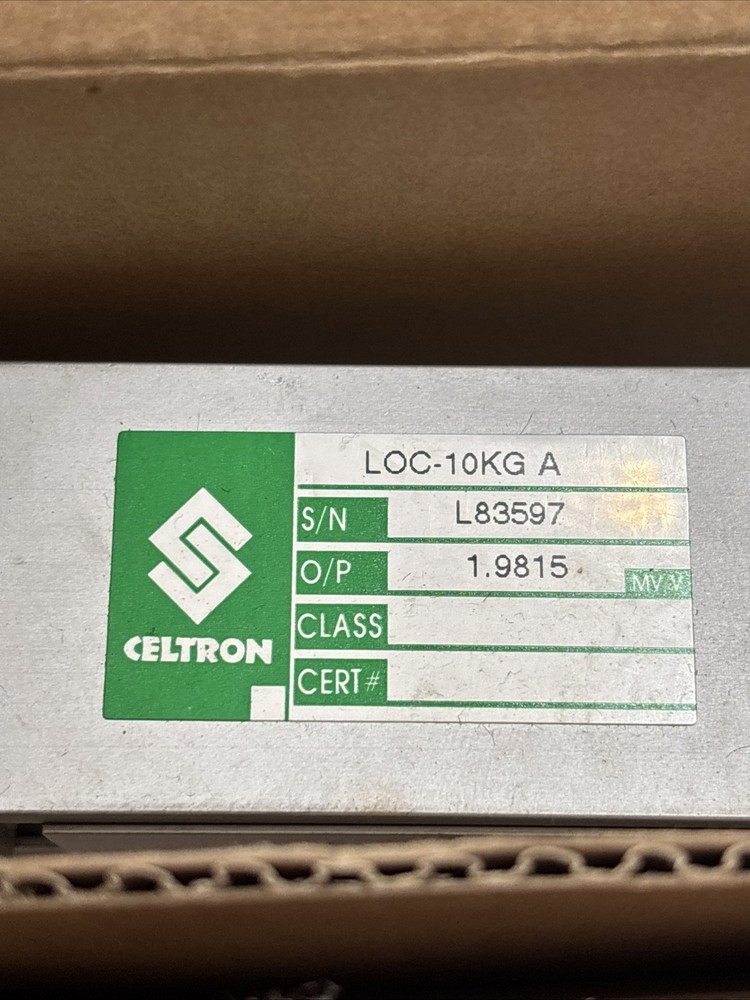 LOC-10KG A
S/N L83597
O/P 1.9815 MV/V
CLASS
CERT#
CELTRON